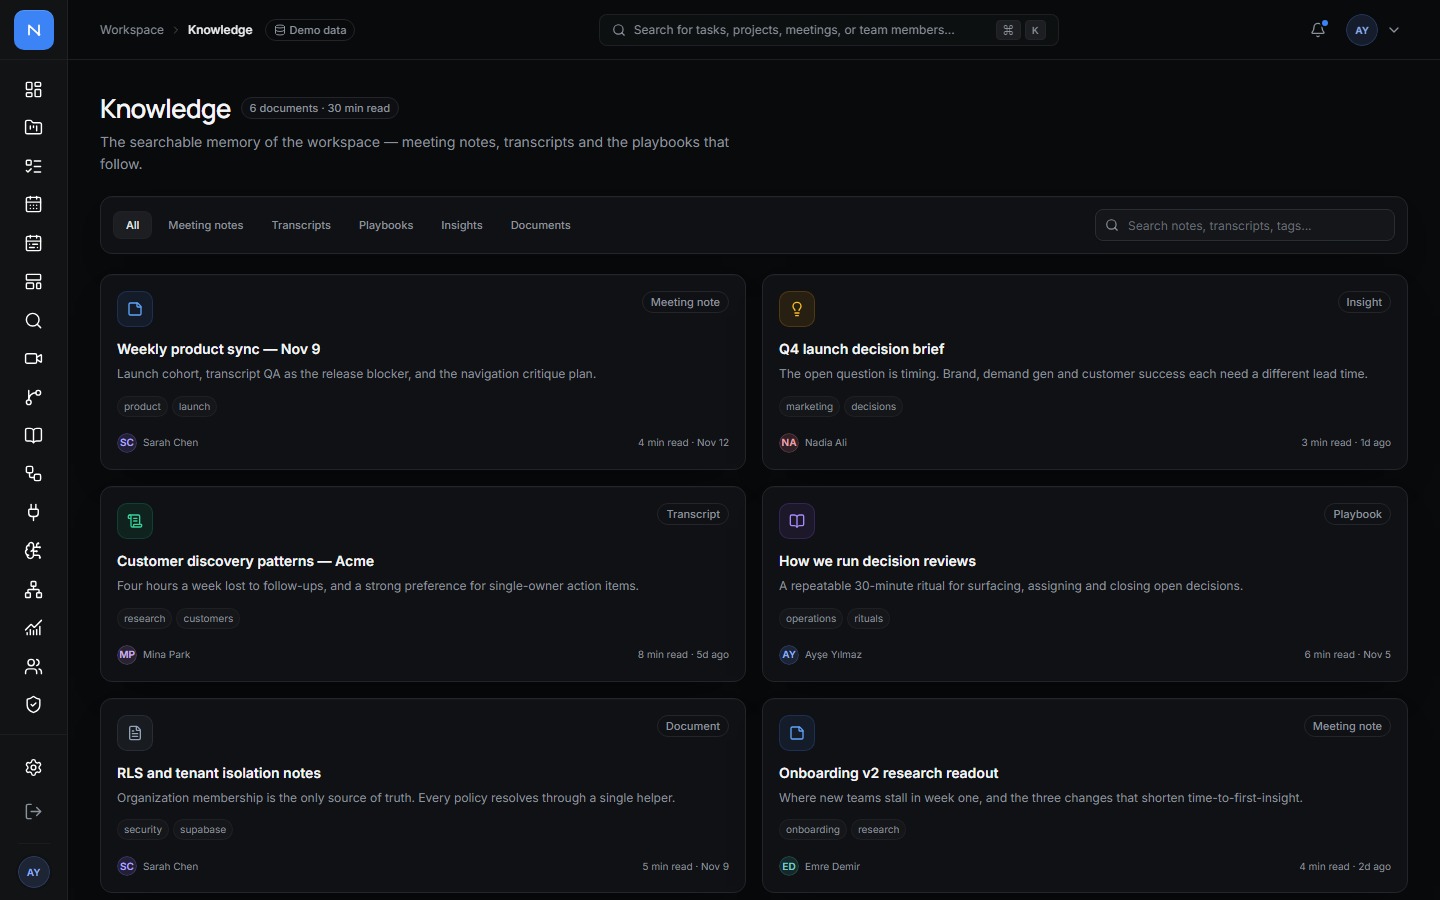 N
Workspace > Knowledge Demo data
Search for tasks, projects, meetings, or team members... ⌘ K
AY
Knowledge 6 documents · 30 min read
The searchable memory of the workspace — meeting notes, transcripts and the playbooks that
follow.
All Meeting notes Transcripts Playbooks Insights Documents
Search notes, transcripts, tags...
Meeting note
Weekly product sync — Nov 9
Launch cohort, transcript QA as the release blocker, and the navigation critique plan.
product launch
SC Sarah Chen 4 min read · Nov 12
Insight
Q4 launch decision brief
The open question is timing. Brand, demand gen and customer success each need a different lead time.
marketing decisions
NA Nadia Ali 3 min read · 1d ago
Transcript
Customer discovery patterns — Acme
Four hours a week lost to follow-ups, and a strong preference for single-owner action items.
research customers
MP Mina Park 8 min read · 5d ago
Playbook
How we run decision reviews
A repeatable 30-minute ritual for surfacing, assigning and closing open decisions.
operations rituals
AY Ayşe Yılmaz 6 min read · Nov 5
Document
RLS and tenant isolation notes
Organization membership is the only source of truth. Every policy resolves through a single helper.
security supabase
SC Sarah Chen 5 min read · Nov 9
Meeting note
Onboarding v2 research readout
Where new teams stall in week one, and the three changes that shorten time-to-first-insight.
onboarding research
ED Emre Demir 4 min read · 2d ago
AY